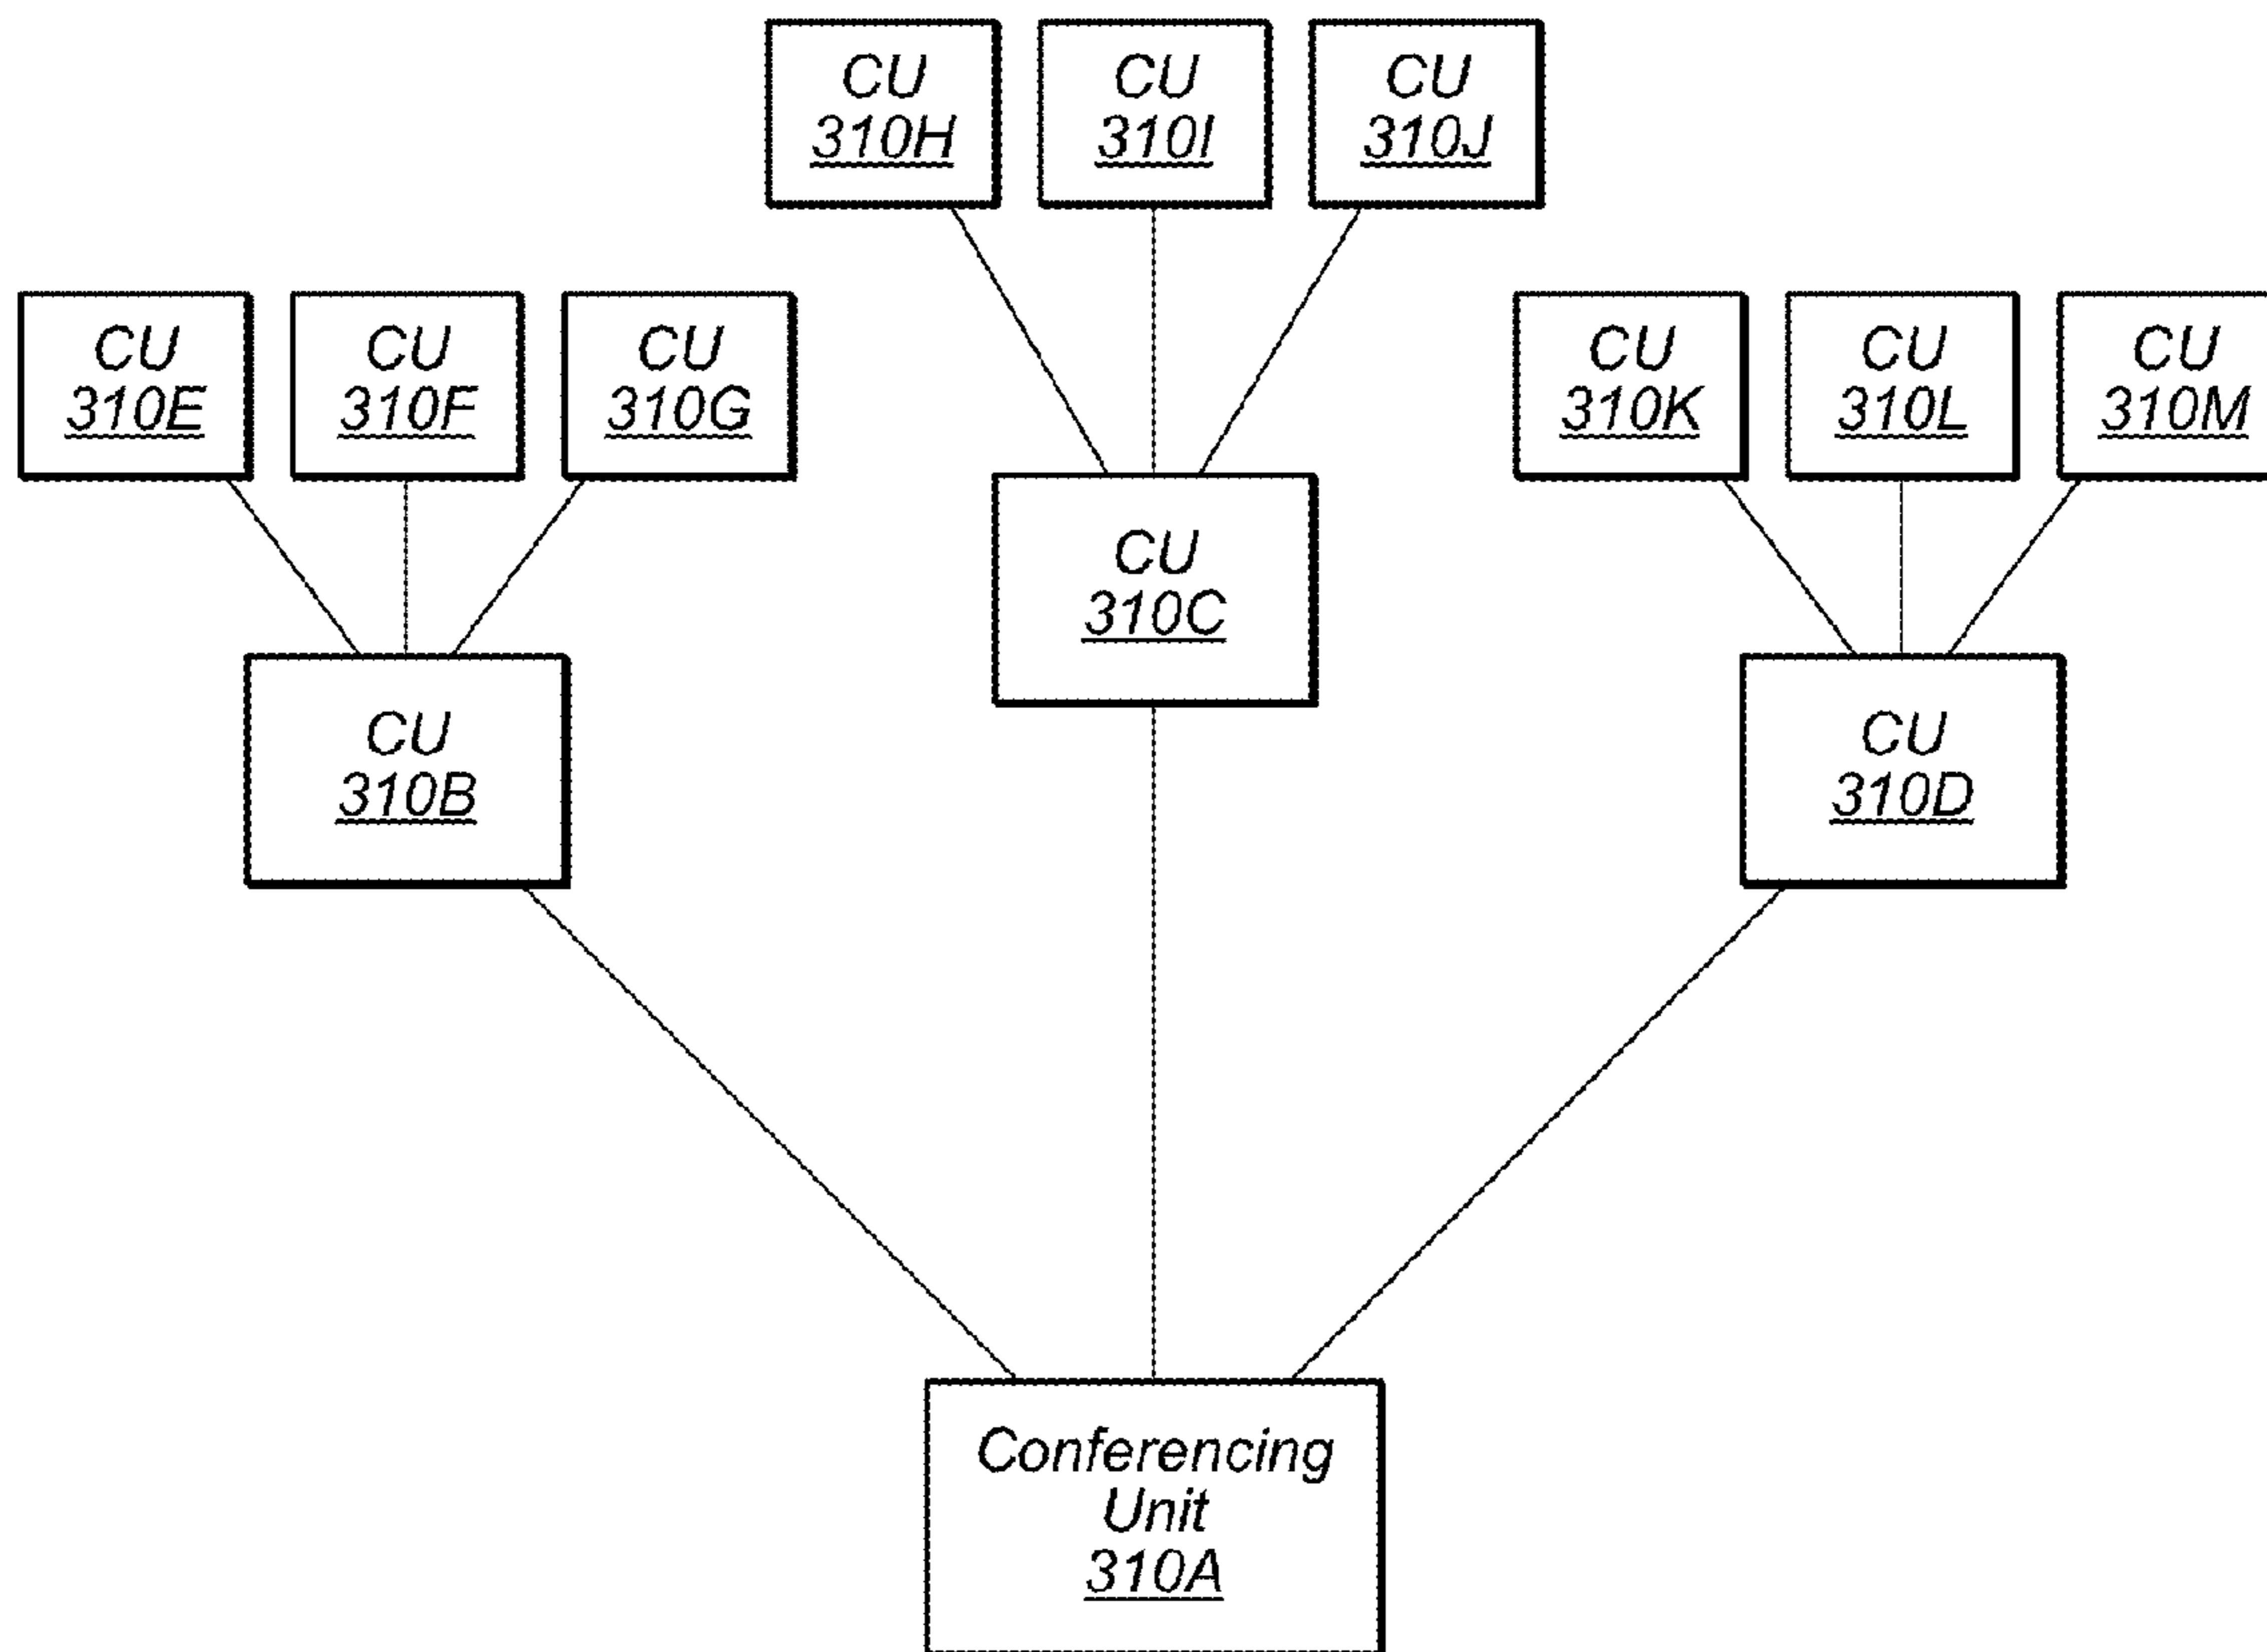 CU
310H
CU
310I
CU
310J
CU
310E
CU
310F
CU
310G
CU
310K
CU
310L
CU
310M
CU
310C
CU
310B
CU
310D
Conferencing
Unit
310A